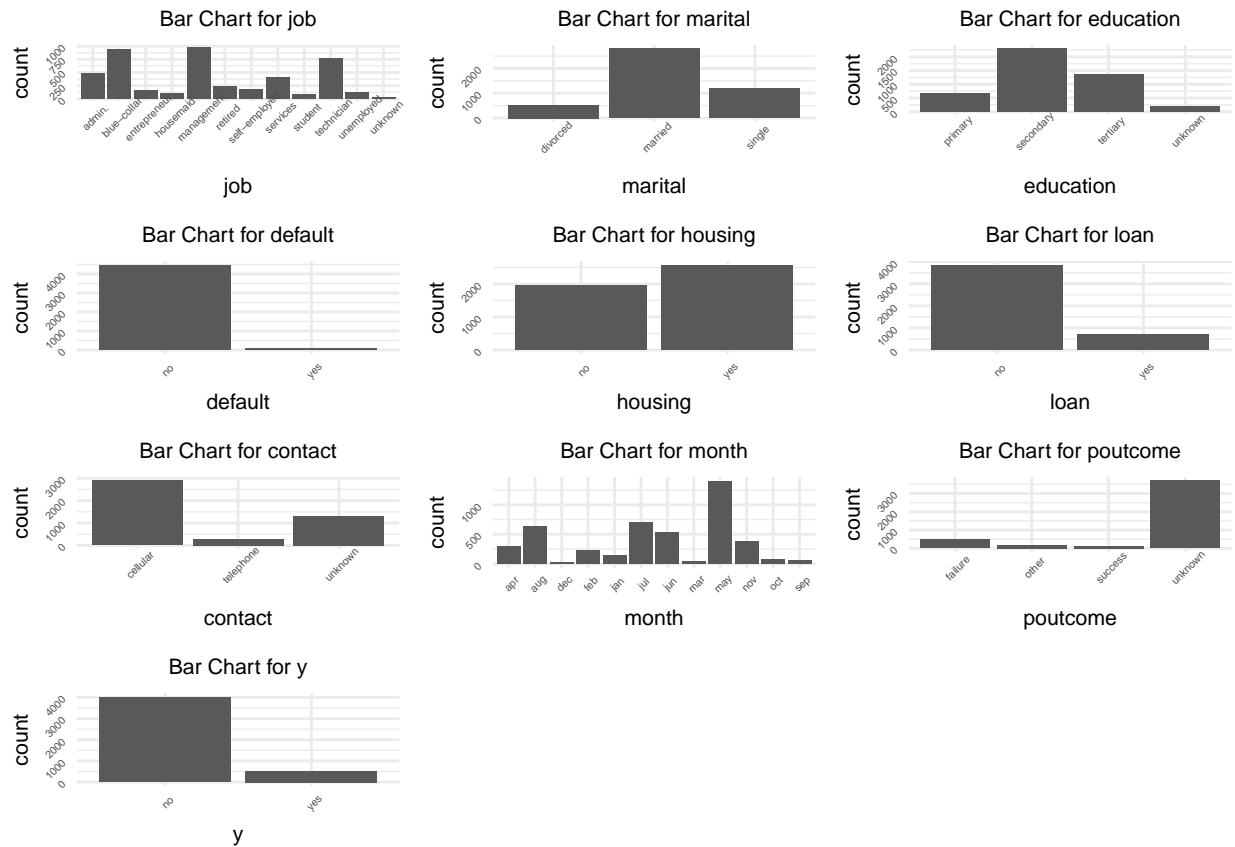 Bar Chart for job
count
1000
750
500
250
0
admin.
blue−collar
entrepreneur
housemaid
management
retired
self−employed
services
student
technician
unemployed
unknown
job
Bar Chart for marital
count
2000
1000
0
divorced
married
single
marital
Bar Chart for education
count
2000
1500
1000
500
0
primary
secondary
tertiary
unknown
education
Bar Chart for default
count
4000
3000
2000
1000
0
no
yes
default
Bar Chart for housing
count
2000
1000
0
no
yes
housing
Bar Chart for loan
count
4000
3000
2000
1000
0
no
yes
loan
Bar Chart for contact
count
3000
2000
1000
0
cellular
telephone
unknown
contact
Bar Chart for month
count
1000
500
0
apr
aug
dec
feb
jan
jul
jun
mar
may
nov
oct
sep
month
Bar Chart for poutcome
count
3000
2000
1000
0
failure
other
success
unknown
poutcome
Bar Chart for y
count
4000
3000
2000
1000
0
no
yes
y